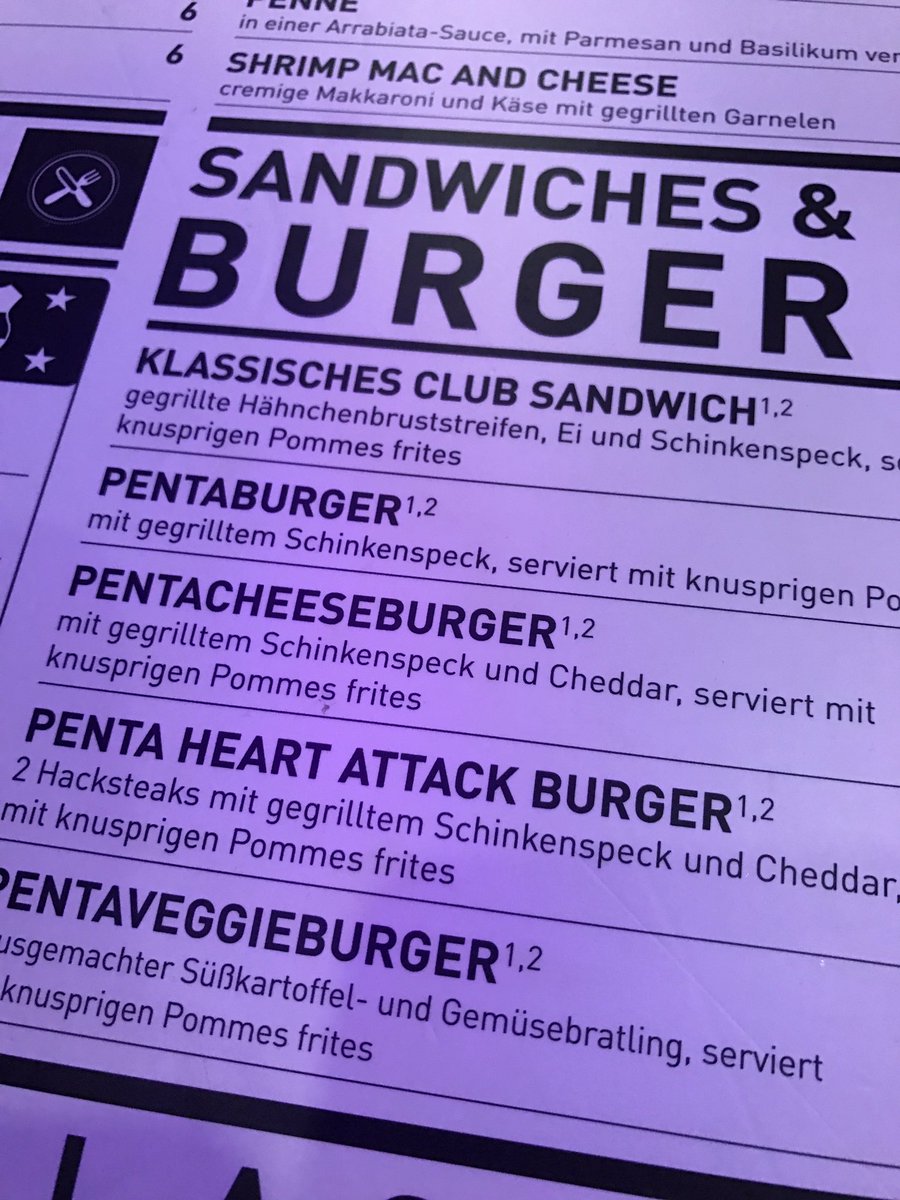 6
PENNE
in einer Arrabiata-Sauce, mit Parmesan und Basilikum
6
SHRIMP MAC AND CHEESE
cremige Makkaroni und Käse mit gegrillten Garnelen
SANDWICHES &
BURGER
KLASSISCHES CLUB SANDWICH1,2
gegrillte Hähnchenbruststreifen, Ei und Schinkenspeck,
knusprigen Pommes frites
PENTABURGER1,2
mit gegrilltem Schinkenspeck, serviert mit knusprigen
PENTACHEESEBURGER1,2
mit gegrilltem Schinkenspeck und Cheddar, serviert mit
knusprigen Pommes frites
PENTA HEART ATTACK BURGER1,2
2 Hacksteaks mit gegrilltem Schinkenspeck und Cheddar,
mit knusprigen Pommes frites
PENTAVEGGIEBURGER1,2
usgemachter Süßkartoffel- und Gemüsebratling, serviert
knusprigen Pommes frites